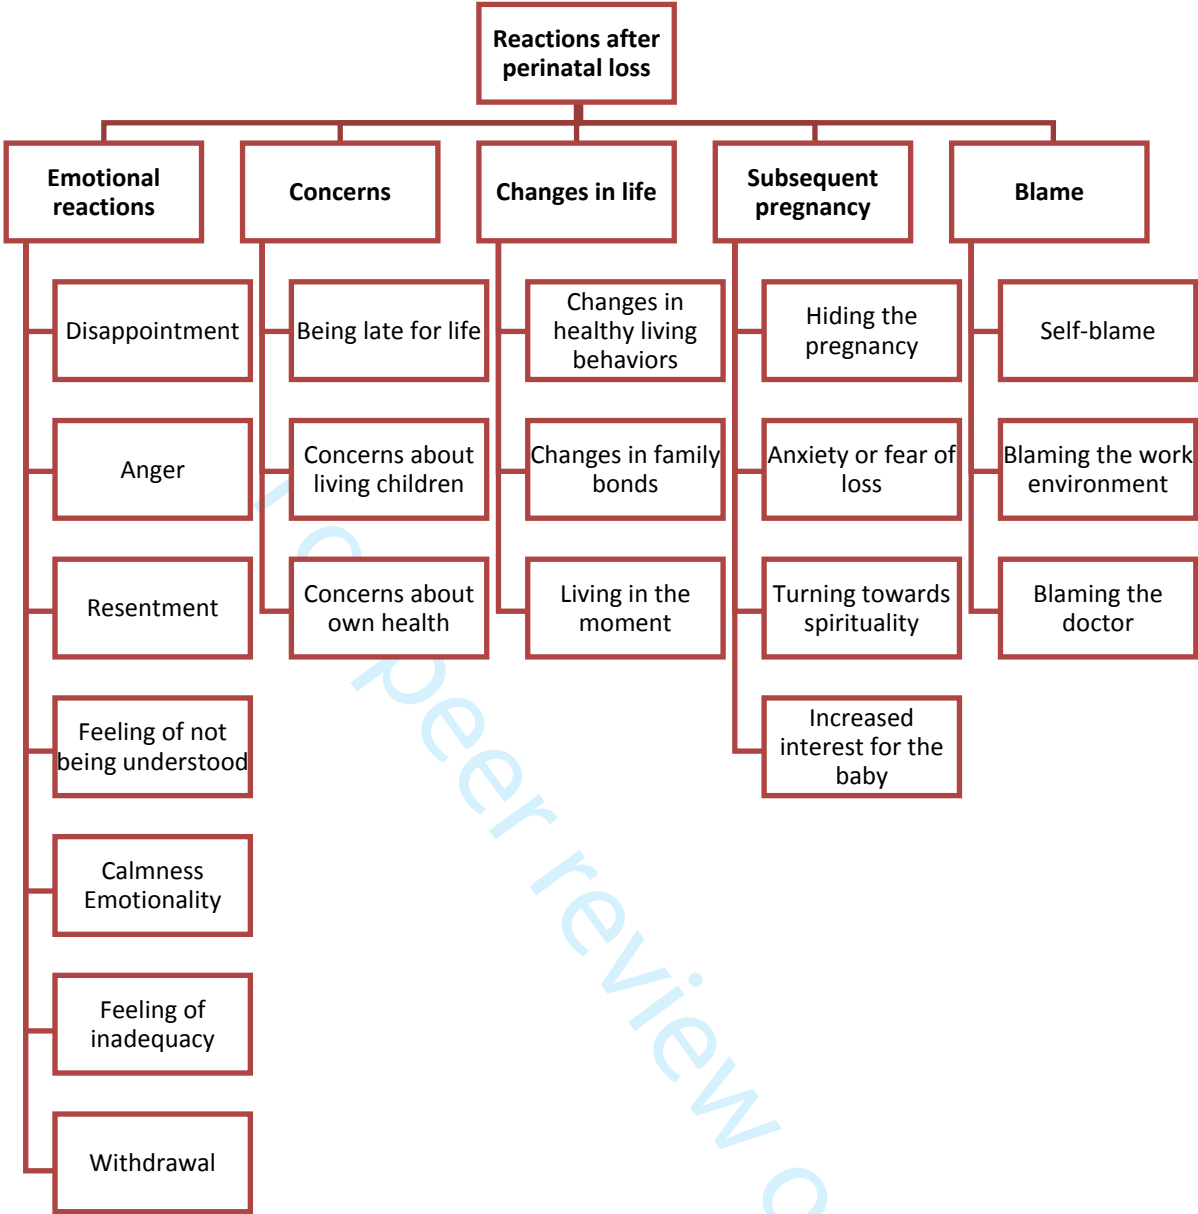 Reactions after
perinatal loss
Emotional
reactions
Disappointment
Anger
Resentment
Feeling of not
being understood
Calmness
Emotionality
Feeling of
inadequacy
Withdrawal
Concerns
Being late for life
Concerns about
living children
Concerns about
own health
Changes in life
Changes in
healthy living
behaviors
Changes in family
bonds
Living in the
moment
Subsequent
pregnancy
Hiding the
pregnancy
Anxiety or fear of
loss
Turning towards
spirituality
Increased
interest for the
baby
Blame
Self-blame
Blaming the work
environment
Blaming the
doctor
peer review